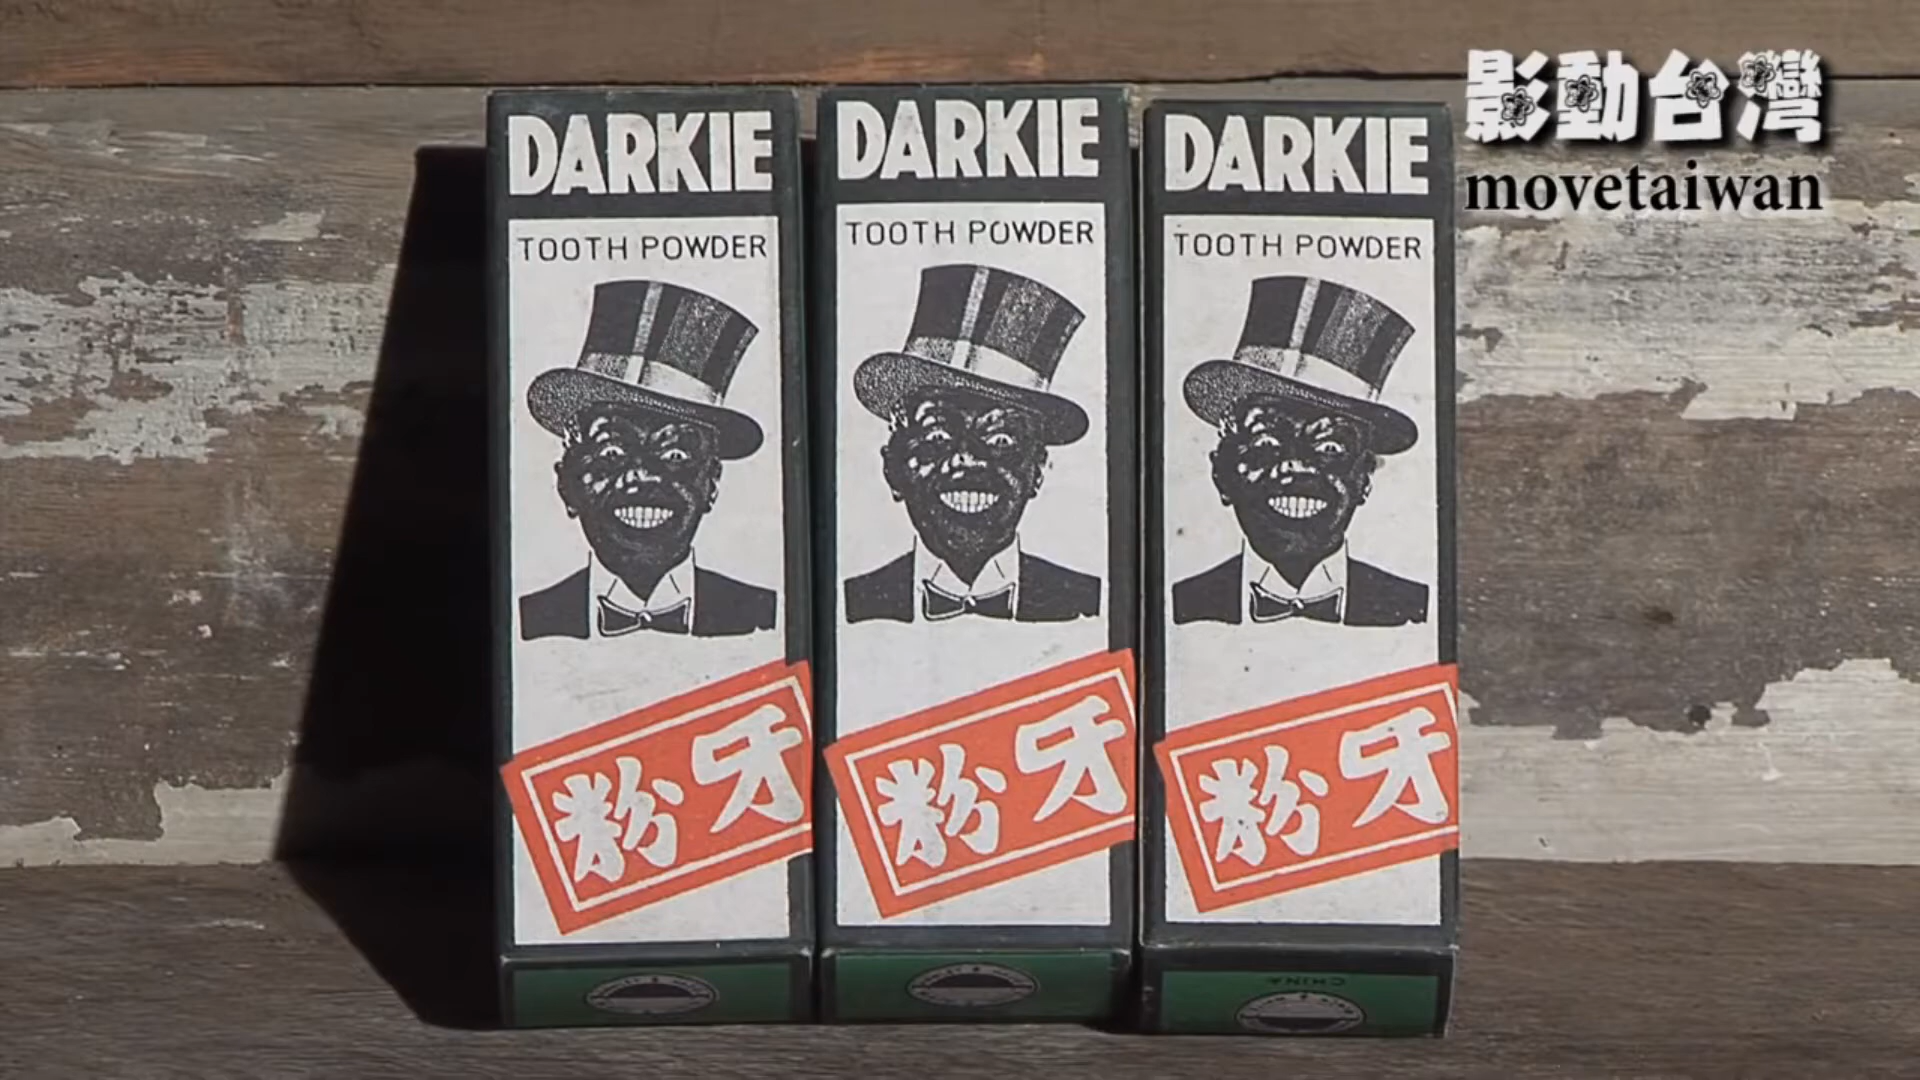 影動台灣
movetaiwan
DARKIE
TOOTH POWDER
粉牙
DARKIE
TOOTH POWDER
粉牙
DARKIE
TOOTH POWDER
粉牙
CHINA